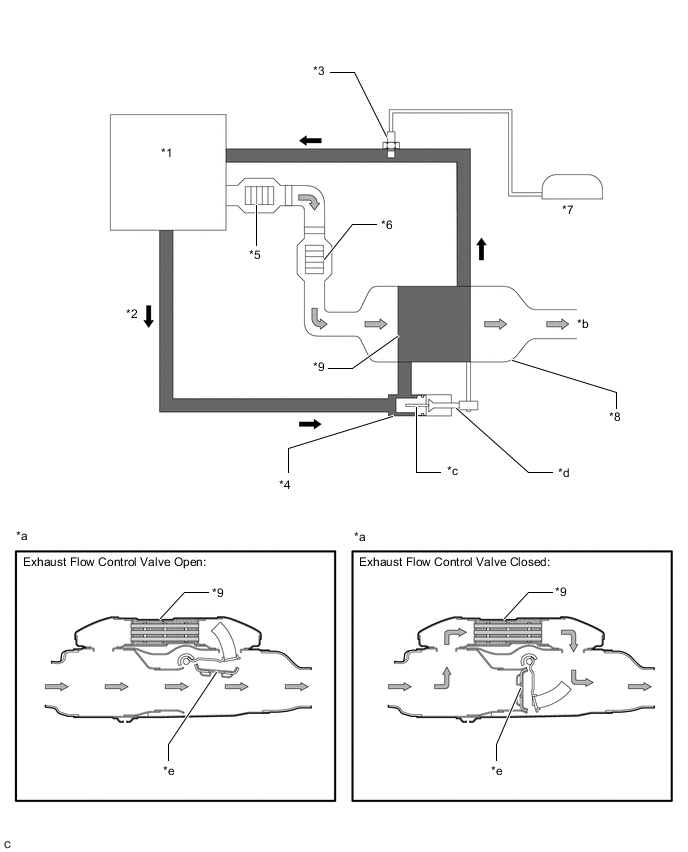 *3
*1
*7
*5
*6
*2
*b
*9
*8
*c
*d
*4
*a
Exhaust Flow Control Valve Open:
*9
*e
*a
Exhaust Flow Control Valve Closed:
*9
*e
C